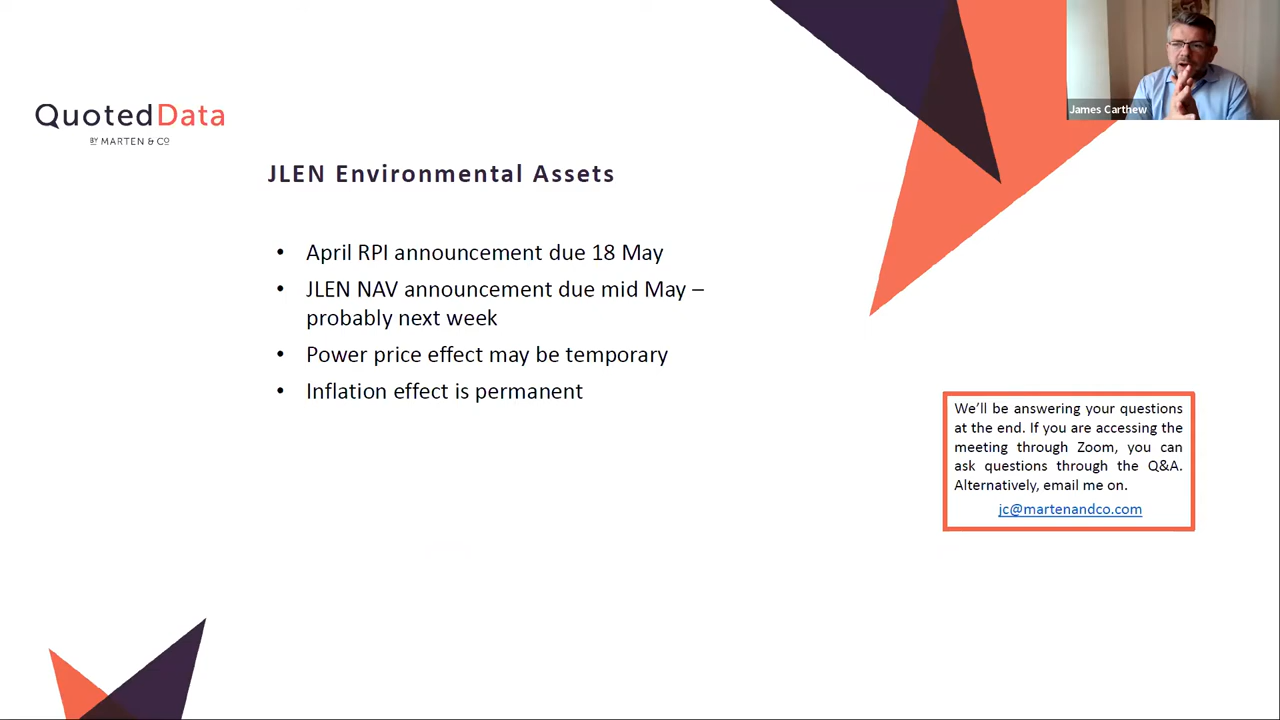 James Carthew
QuotedData
BY MARTEN & CO
JLEN Environmental Assets
• April RPI announcement due 18 May
• JLEN NAV announcement due mid May –
probably next week
• Power price effect may be temporary
• Inflation effect is permanent
We’ll be answering your questions
at the end. If you are accessing the
meeting through Zoom, you can
ask questions through the Q&A.
Alternatively, email me on.
jc@martenandco.com